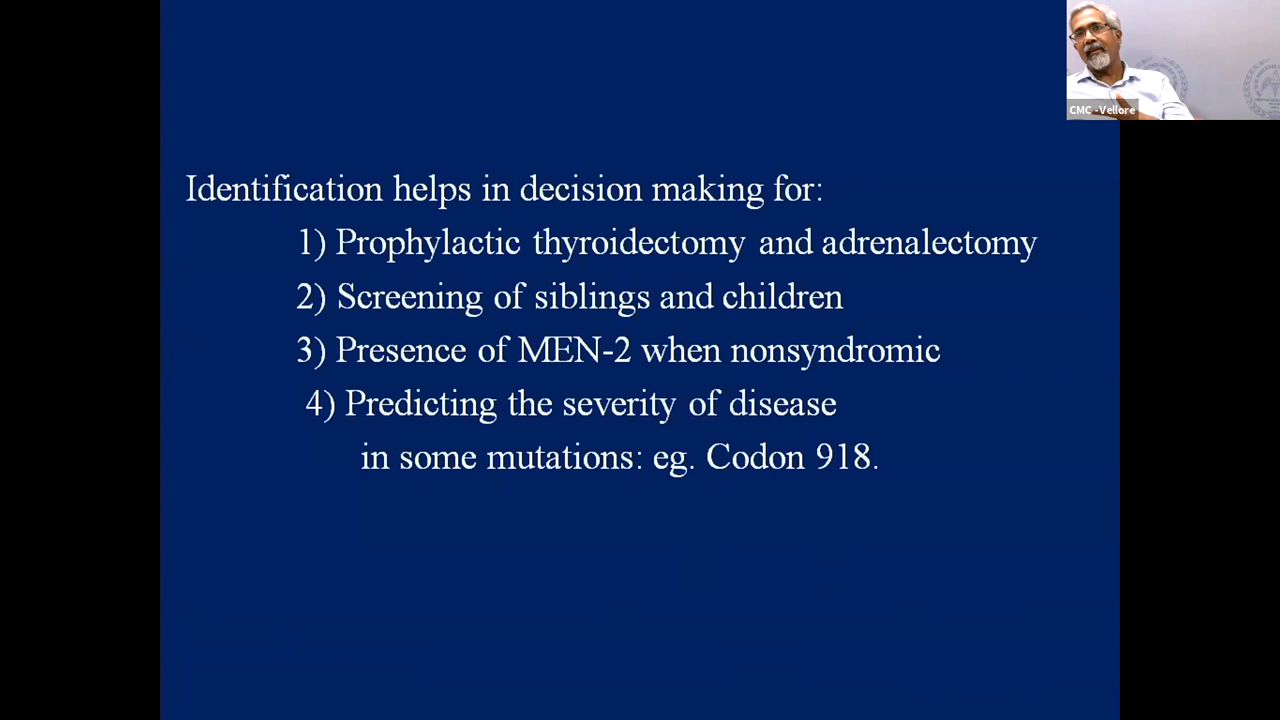 CMC -Vellore
Identification helps in decision making for:
1) Prophylactic thyroidectomy and adrenalectomy
2) Screening of siblings and children
3) Presence of MEN-2 when nonsyndromic
4) Predicting the severity of disease
in some mutations: eg. Codon 918.